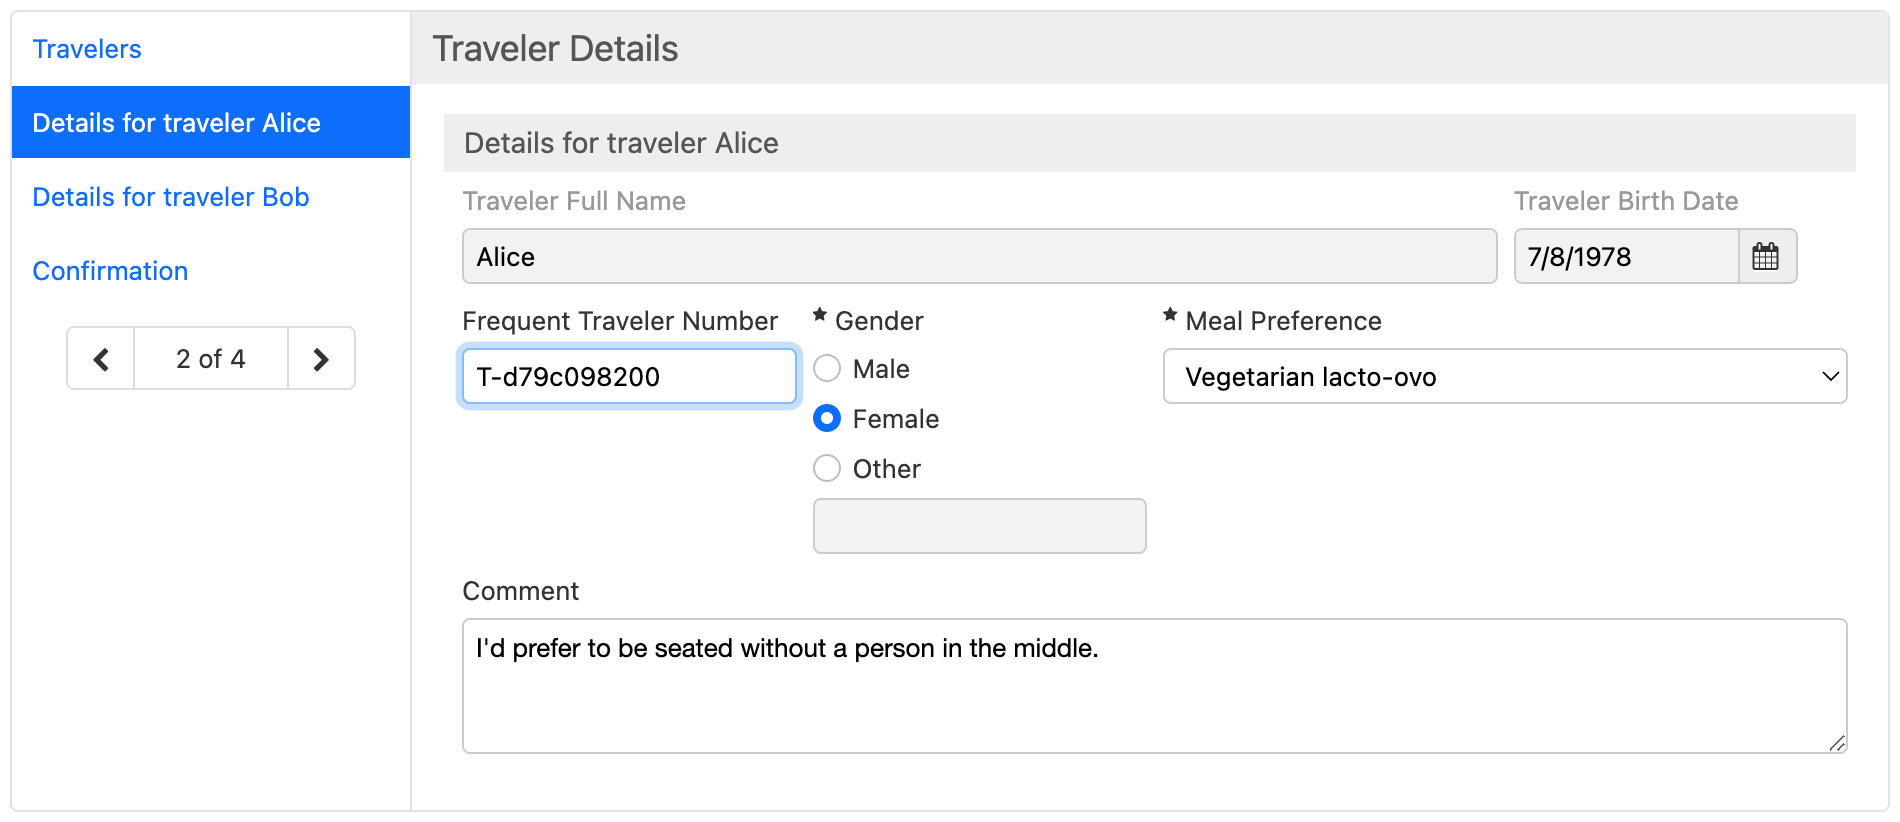 Travelers
Details for traveler Alice
Details for traveler Bob
Confirmation
2 of 4
Traveler Details
Details for traveler Alice
Traveler Full Name
Alice
Traveler Birth Date
7/8/1978
Frequent Traveler Number
T-d79c098200
* Gender
Male
Female
Other
* Meal Preference
Vegetarian lacto-ovo
Comment
I'd prefer to be seated without a person in the middle.